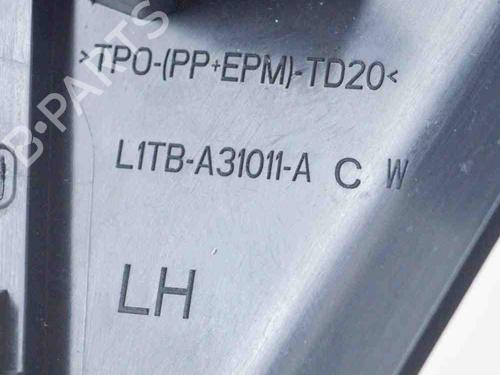 >TPO-(PP+EPM)-TD20<
L1TB-A31011-A C W
LH
B-PARTS